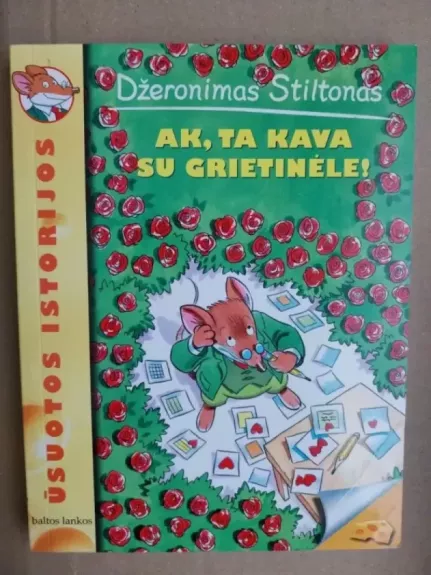 Džeronimas Stiltonas
AK, TA KAVA
SU GRIETINĖLE!
ŪSUOTOS ISTORIJOS
baltos lankos